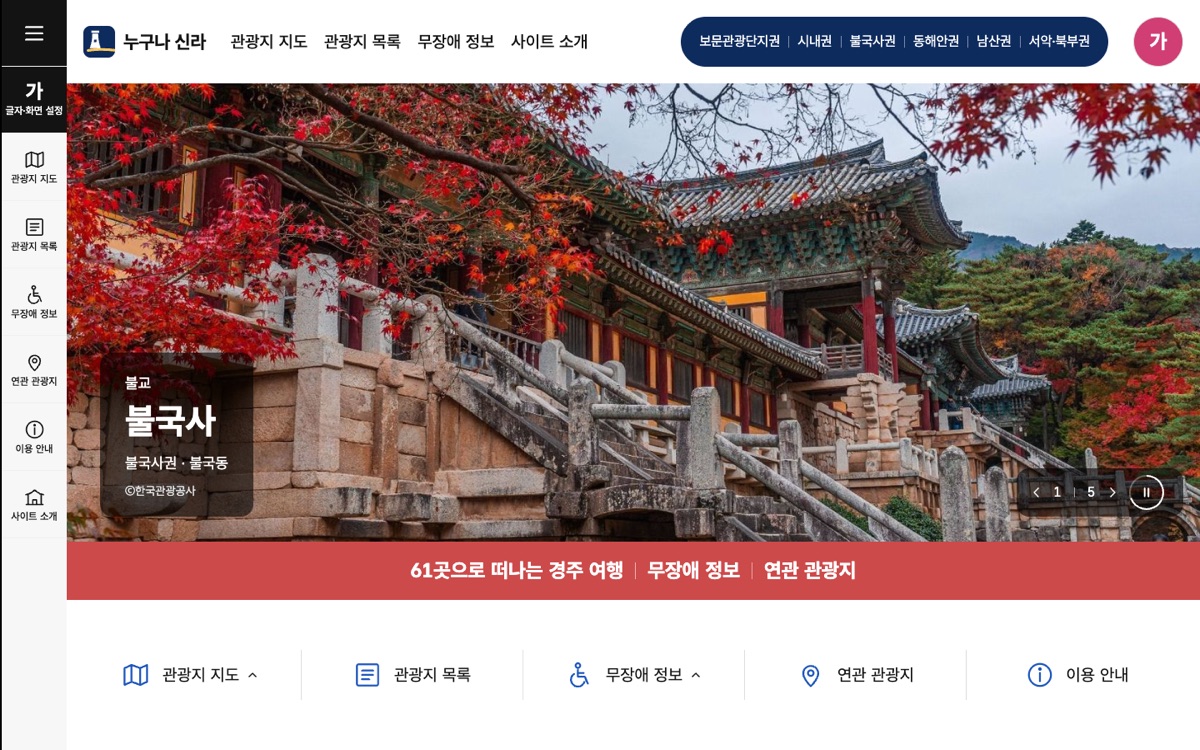 누구나 신라
관광지 지도 관광지 목록 무장애 정보 사이트 소개
보문관광단지권 | 시내권 | 불국사권 | 동해안권 | 남산권 | 서악·북부권
가
가
글자·화면 설정
관광지 지도
관광지 목록
무장애 정보
연관 관광지
이용 안내
사이트 소개
불교
불국사
불국사권 · 불국동
©한국관광공사
1 | 5
61곳으로 떠나는 경주 여행 | 무장애 정보 | 연관 관광지
관광지 지도
관광지 목록
무장애 정보
연관 관광지
이용 안내